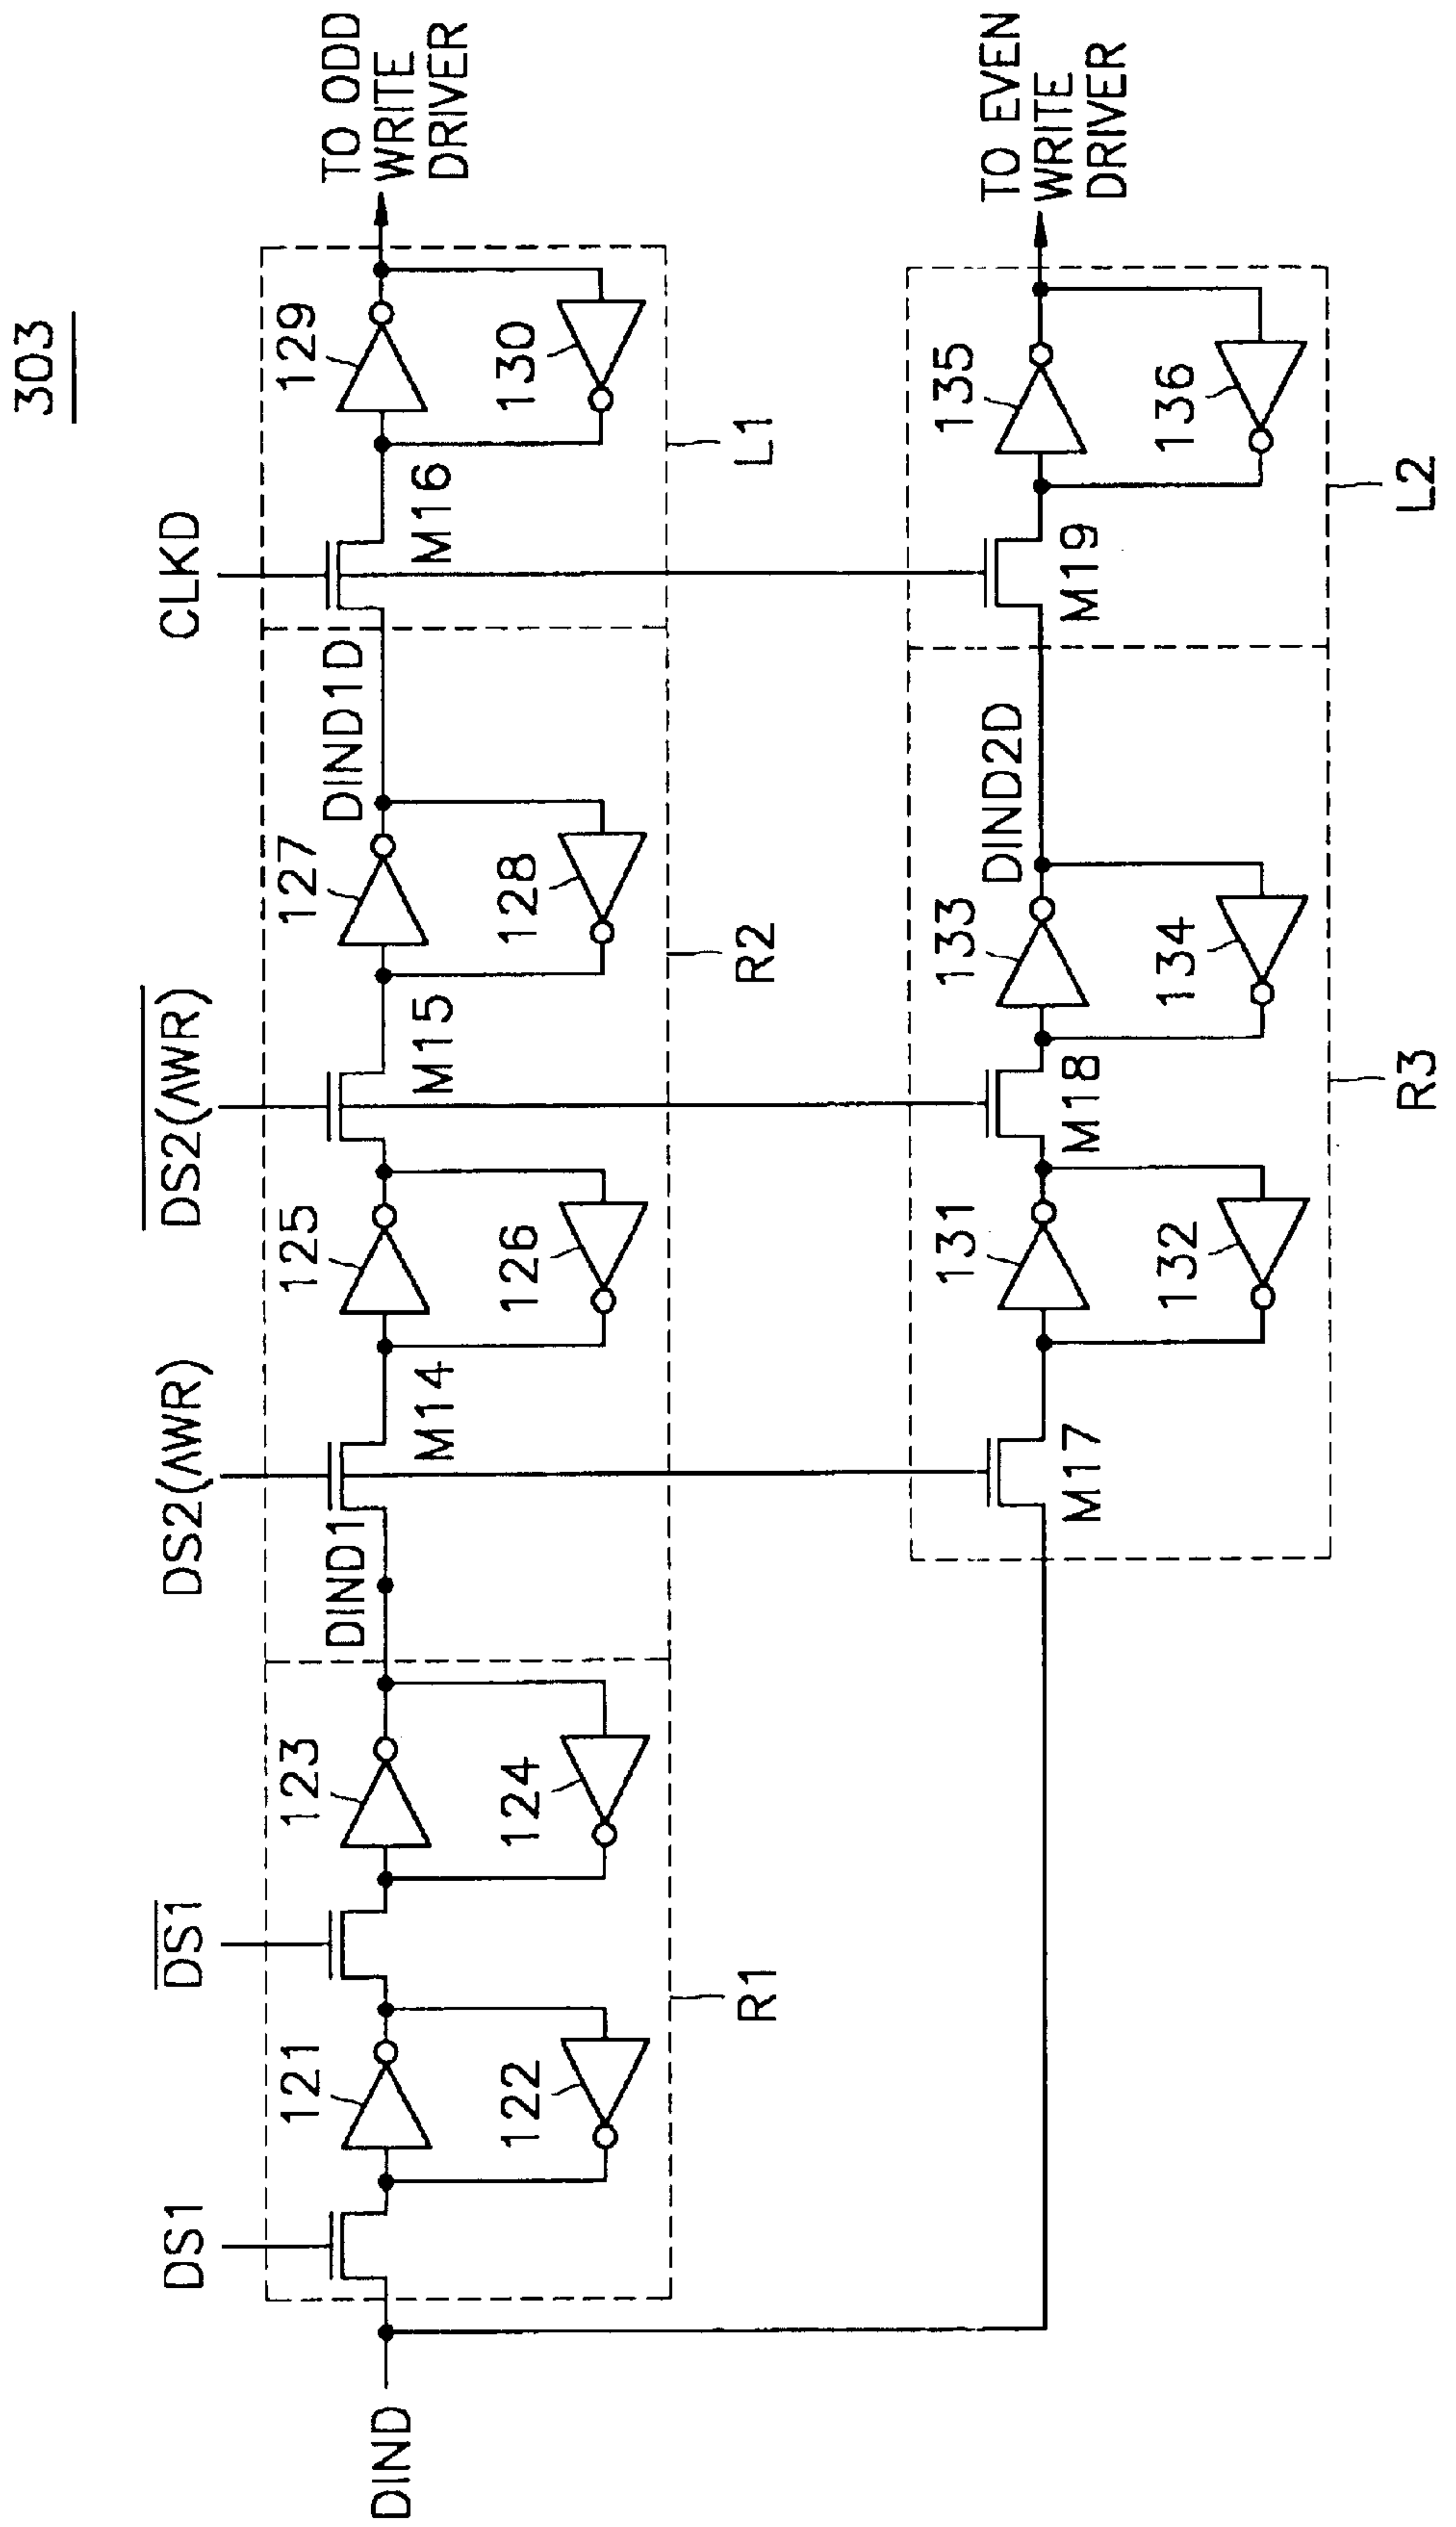 303
CLKD
D̅S̅2̅(̅ΛWR)
DS2(ΛWR)
D̅S̅1̅
DS1
DIND
121
123
DIND1
125
127
DIND1D
129
TO ODD
WRITE
DRIVER
M14
M15
M16
122
124
126
128
130
R1
R2
L1
131
133
DIND2D
135
TO EVEN
WRITE
DRIVER
M17
M18
M19
132
134
136
R3
L2